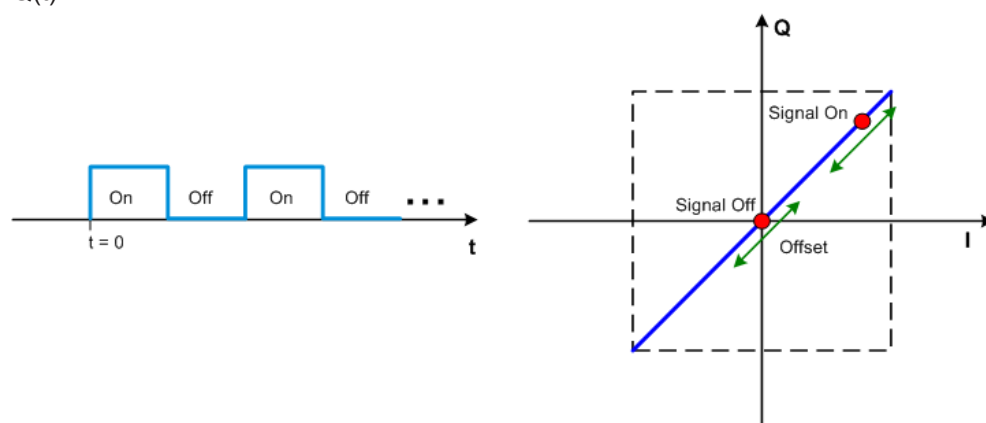 On
Off
On
Off
...
t = 0
t
Q
Signal On
Signal Off
Offset
I